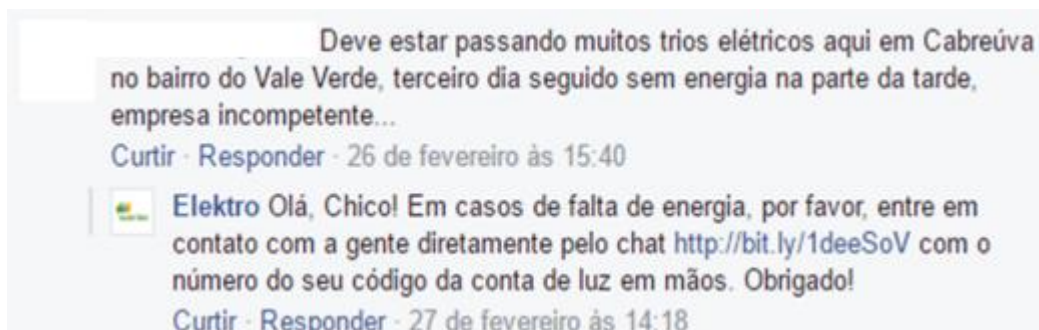 Deve estar passando muitos trios elétricos aqui em Cabreúva
no bairro do Vale Verde, terceiro dia seguido sem energia na parte da tarde,
empresa incompetente...
Curtir · Responder · 26 de fevereiro às 15:40
Elektro Olá, Chico! Em casos de falta de energia, por favor, entre em
contato com a gente diretamente pelo chat http://bit.ly/1deeSoV com o
número do seu código da conta de luz em mãos. Obrigado!
Curtir · Responder · 27 de fevereiro às 14:18